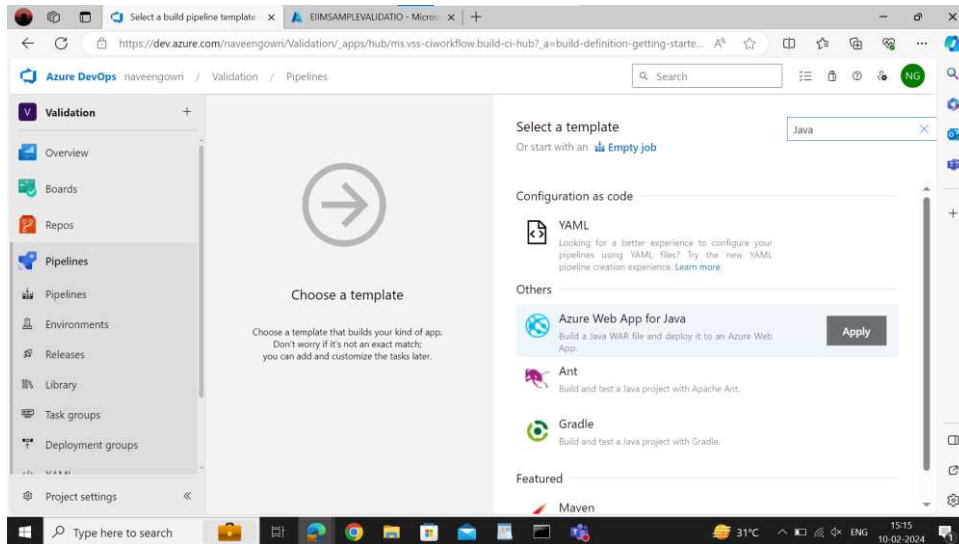 Select a build pipeline template
EIIMSAMPLEVALIDATIO - Micros
https://dev.azure.com/naveengowri/Validation/_apps/hub/ms.vss-ciworkflow.build-ci-hub?_a=build-definition-getting-starte...
Azure DevOps naveengowri / Validation / Pipelines
Search
NG
V Validation
Overview
Boards
Repos
Pipelines
Pipelines
Environments
Releases
Library
Task groups
Deployment groups
Project settings
Choose a template
Choose a template that builds your kind of app.
Don't worry if it's not an exact match;
you can add and customize the tasks later.
Select a template
Java
Or start with an Empty job
Configuration as code
YAML
Looking for a better experience to configure your
pipelines using YAML files? Try the new YAML
pipeline creation experience. Learn more
Others
Azure Web App for Java
Build a Java WAR file and deploy it to an Azure Web
App.
Apply
Ant
Build and test a Java project with Apache Ant.
Gradle
Build and test a Java project with Gradle.
Featured
Maven
Type here to search
31°C
ENG
15:15
10-02-2024